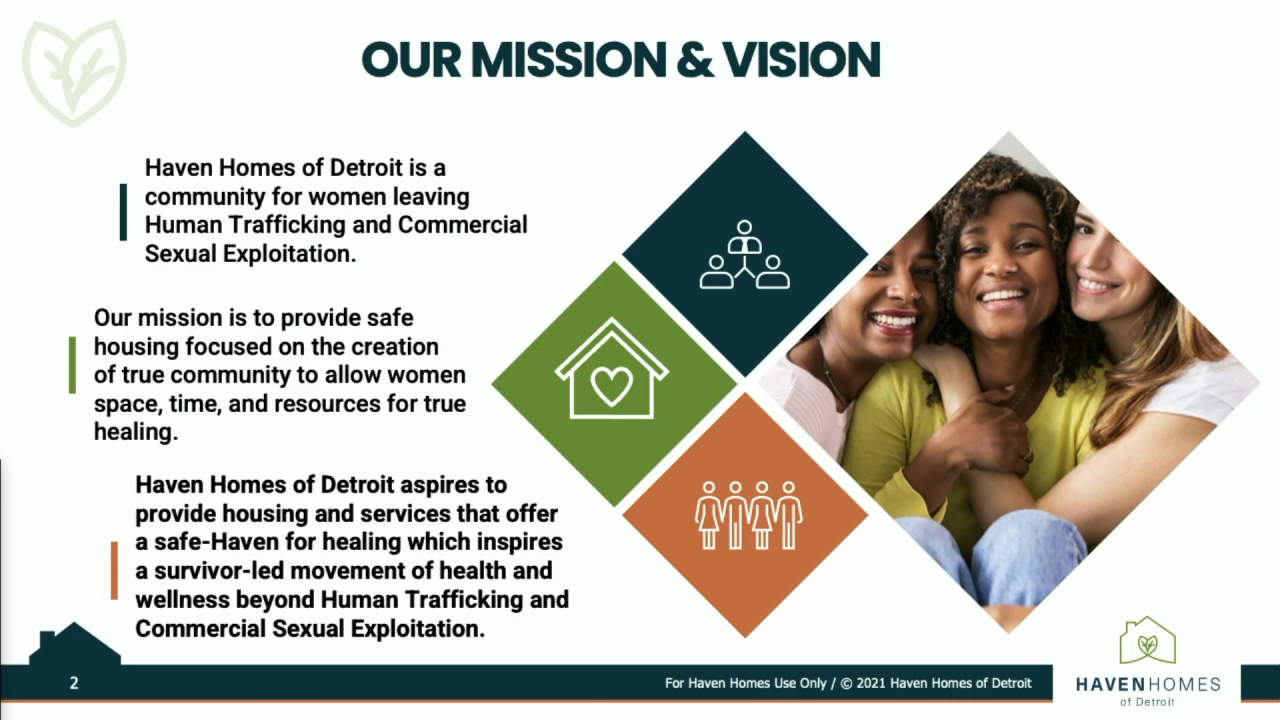 OUR MISSION & VISION
Haven Homes of Detroit is a
community for women leaving
Human Trafficking and Commercial
Sexual Exploitation.
Our mission is to provide safe
housing focused on the creation
of true community to allow women
space, time, and resources for true
healing.
Haven Homes of Detroit aspires to
provide housing and services that offer
a safe-Haven for healing which inspires
a survivor-led movement of health and
wellness beyond Human Trafficking and
Commercial Sexual Exploitation.
2
For Haven Homes Use Only / © 2021 Haven Homes of Detroit
HAVENHOMES
of Detroit